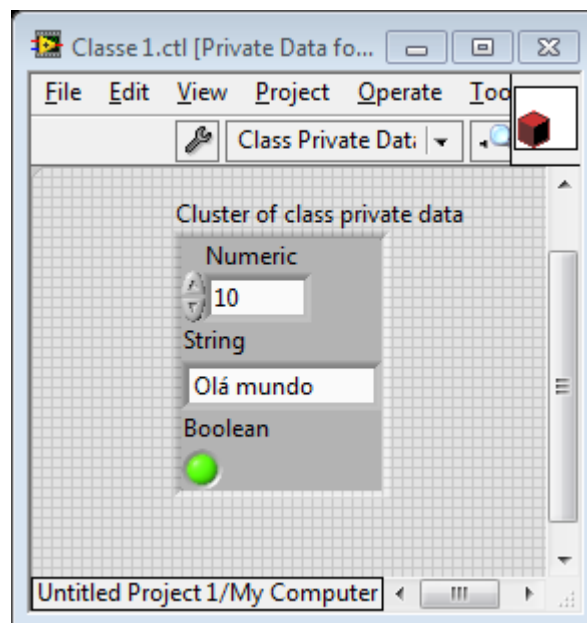 Classe 1.ctl [Private Data fo...
File Edit View Project Operate Too
Class Private Dat
Cluster of class private data
Numeric
10
String
Olá mundo
Boolean
Untitled Project 1/My Computer